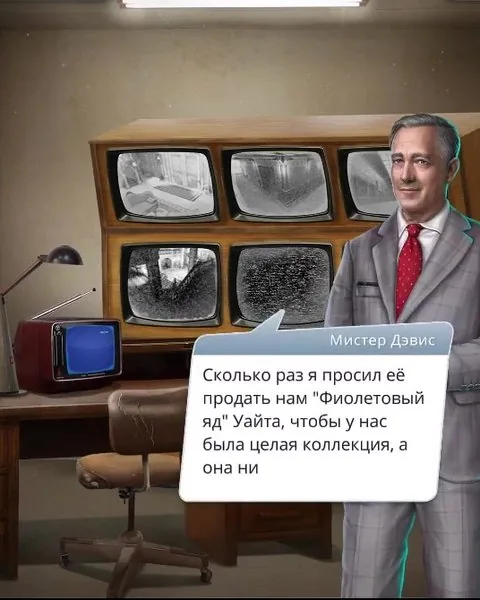 Мистер Дэвис
Сколько раз я просил её
продать нам "Фиолетовый
яд" Уайта, чтобы у нас
была целая коллекция, а
она ни